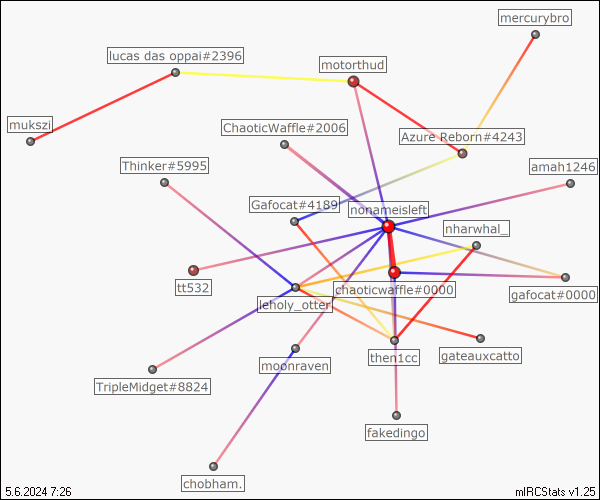 mercurybro
lucas das oppai#2396
motorthud
mukszi
ChaoticWaffle#2006
Azure Reborn#4243
Thinker#5995
amah1246
Gafocat#4189
nonameisleft
nharwhal_
tt532
chaoticwaffle#0000
gafocat#0000
leholy_otter
then1cc
gateauxcatto
moonraven
TripleMidget#8824
fakedingo
chobham.
5.6.2024 7:26
mIRCStats v1.25